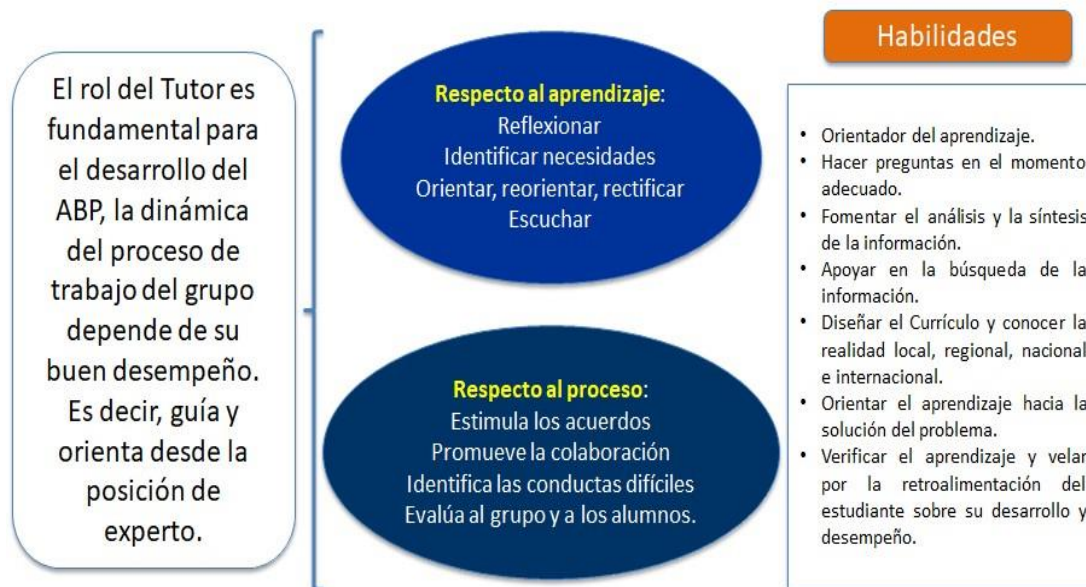 El rol del Tutor es
fundamental para
el desarrollo del
ABP, la dinámica
del proceso de
trabajo del grupo
depende de su
buen desempeño.
Es decir, guía y
orienta desde la
posición de
experto.
Respecto al aprendizaje:
Reflexionar
Identificar necesidades
Orientar, reorientar, rectificar
Escuchar
Respecto al proceso:
Estimula los acuerdos
Promueve la colaboración
Identifica las conductas difíciles
Evalúa al grupo y a los alumnos.
Habilidades
• Orientador del aprendizaje.
• Hacer preguntas en el momento
adecuado.
• Fomentar el análisis y la síntesis
de la información.
• Apoyar en la búsqueda de la
información.
• Diseñar el Currículo y conocer la
realidad local, regional, nacional
e internacional.
• Orientar el aprendizaje hacia la
solución del problema.
• Verificar el aprendizaje y velar
por la retroalimentación del
estudiante sobre su desarrollo y
desempeño.